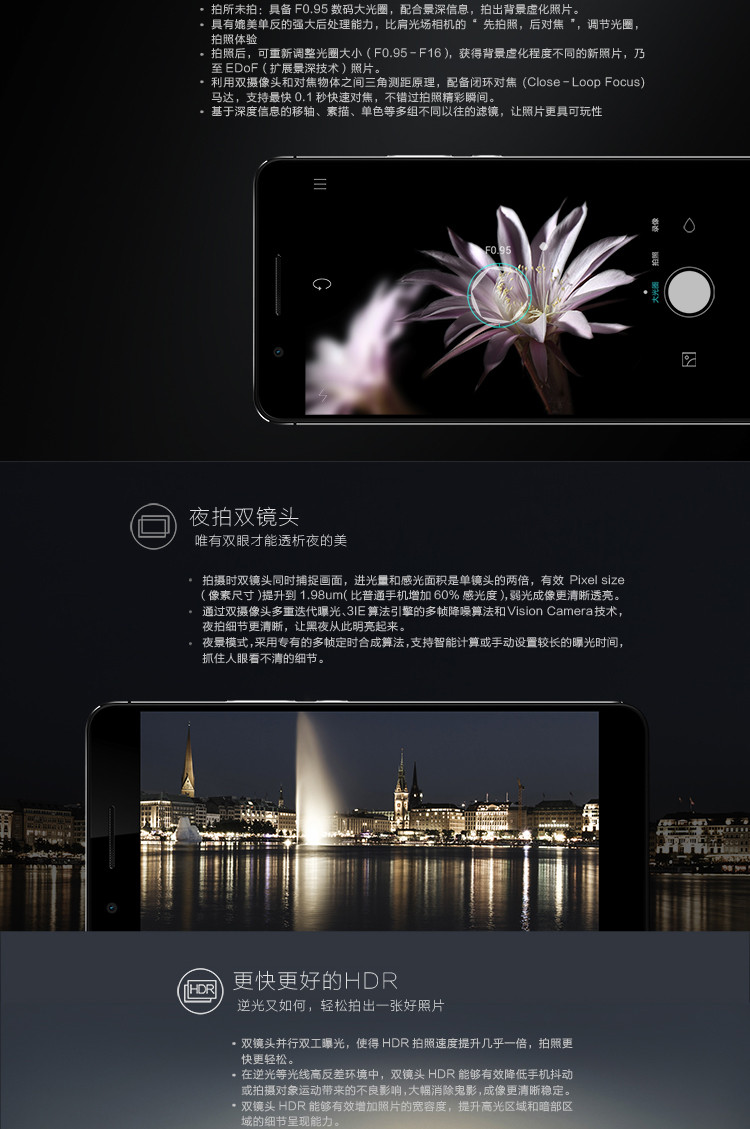 • 拍所未拍：具备 F0.95 数码大光圈，配合景深信息，拍出背景虚化照片。
• 具有媲美单反的强大后处理能力，比肩光场相机的“ 先拍照，后对焦 ”，调节光圈，
拍照体验
• 拍照后，可重新调整光圈大小（F0.95-F16），获得背景虚化程度不同的新照片，乃
至 EDoF（扩展景深技术）照片。
• 利用双摄像头和对焦物体之间三角测距原理，配备闭环对焦 (Close-Loop Focus)
马达，支持最快 0.1 秒快速对焦，不错过拍照精彩瞬间。
• 基于深度信息的移轴、素描、单色等多组不同以往的滤镜，让照片更具可玩性
F0.95
录像
拍照
大光圈
夜拍双镜头
唯有双眼才能透析夜的美
• 拍摄时双镜头同时捕捉画面，进光量和感光面积是单镜头的两倍，有效 Pixel size
（像素尺寸）提升到 1.98um( 比普通手机增加 60% 感光度 ),弱光成像更清晰透亮。
• 通过双摄像头多重迭代曝光、3IE算法引擎的多帧降噪算法和Vision Camera技术，
夜拍细节更清晰，让黑夜从此明亮起来。
• 夜景模式，采用专有的多帧定时合成算法，支持智能计算或手动设置较长的曝光时间，
抓住人眼看不清的细节。
HDR
更快更好的HDR
逆光又如何，轻松拍出一张好照片
• 双镜头并行双工曝光，使得 HDR 拍照速度提升几乎一倍，拍照更
快更轻松。
• 在逆光等光线高反差环境中，双镜头 HDR 能够有效降低手机抖动
或拍摄对象运动带来的不良影响,大幅消除鬼影,成像更清晰稳定。
• 双镜头 HDR 能够有效增加照片的宽容度，提升高光区域和暗部区
域的细节呈现能力。